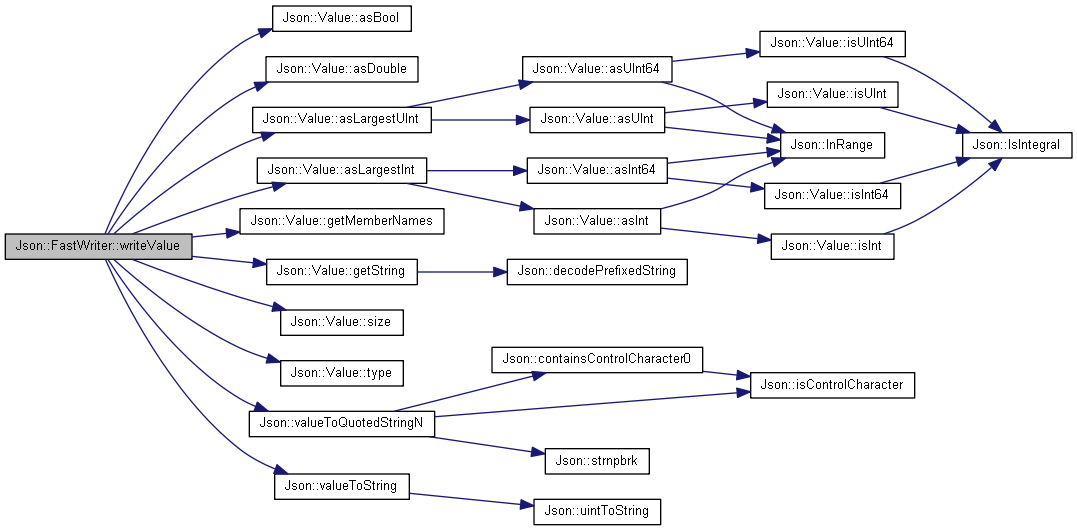 Json::FastWriter::writeValue
Json::Value::asBool
Json::Value::asDouble
Json::Value::asLargestUInt
Json::Value::asLargestInt
Json::Value::getMemberNames
Json::Value::getString
Json::Value::size
Json::Value::type
Json::valueToQuotedStringN
Json::valueToString
Json::Value::asUInt64
Json::Value::asUInt
Json::Value::asInt64
Json::Value::asInt
Json::decodePrefixedString
Json::containsControlCharacter0
Json::strnpbrk
Json::uintToString
Json::Value::isUInt64
Json::Value::isUInt
Json::InRange
Json::Value::isInt64
Json::Value::isInt
Json::isControlCharacter
Json::IsIntegral